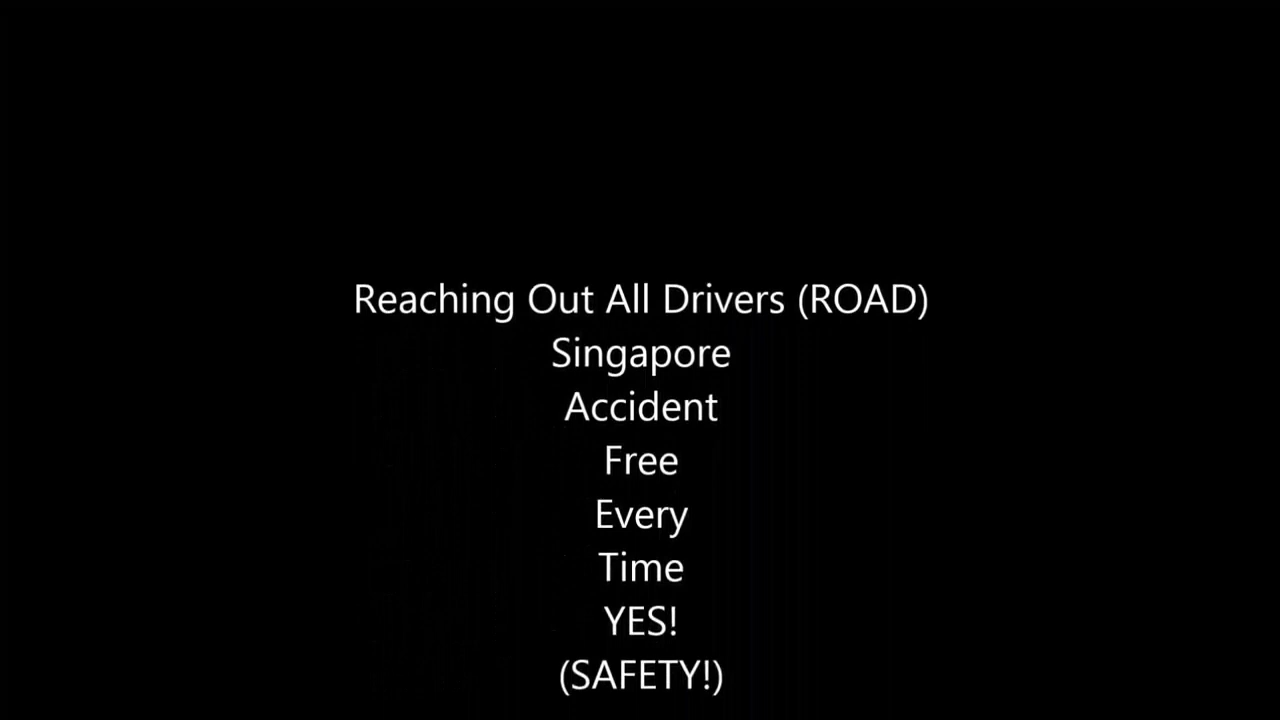 Reaching Out All Drivers (ROAD)
Singapore
Accident
Free
Every
Time
YES!
(SAFETY!)